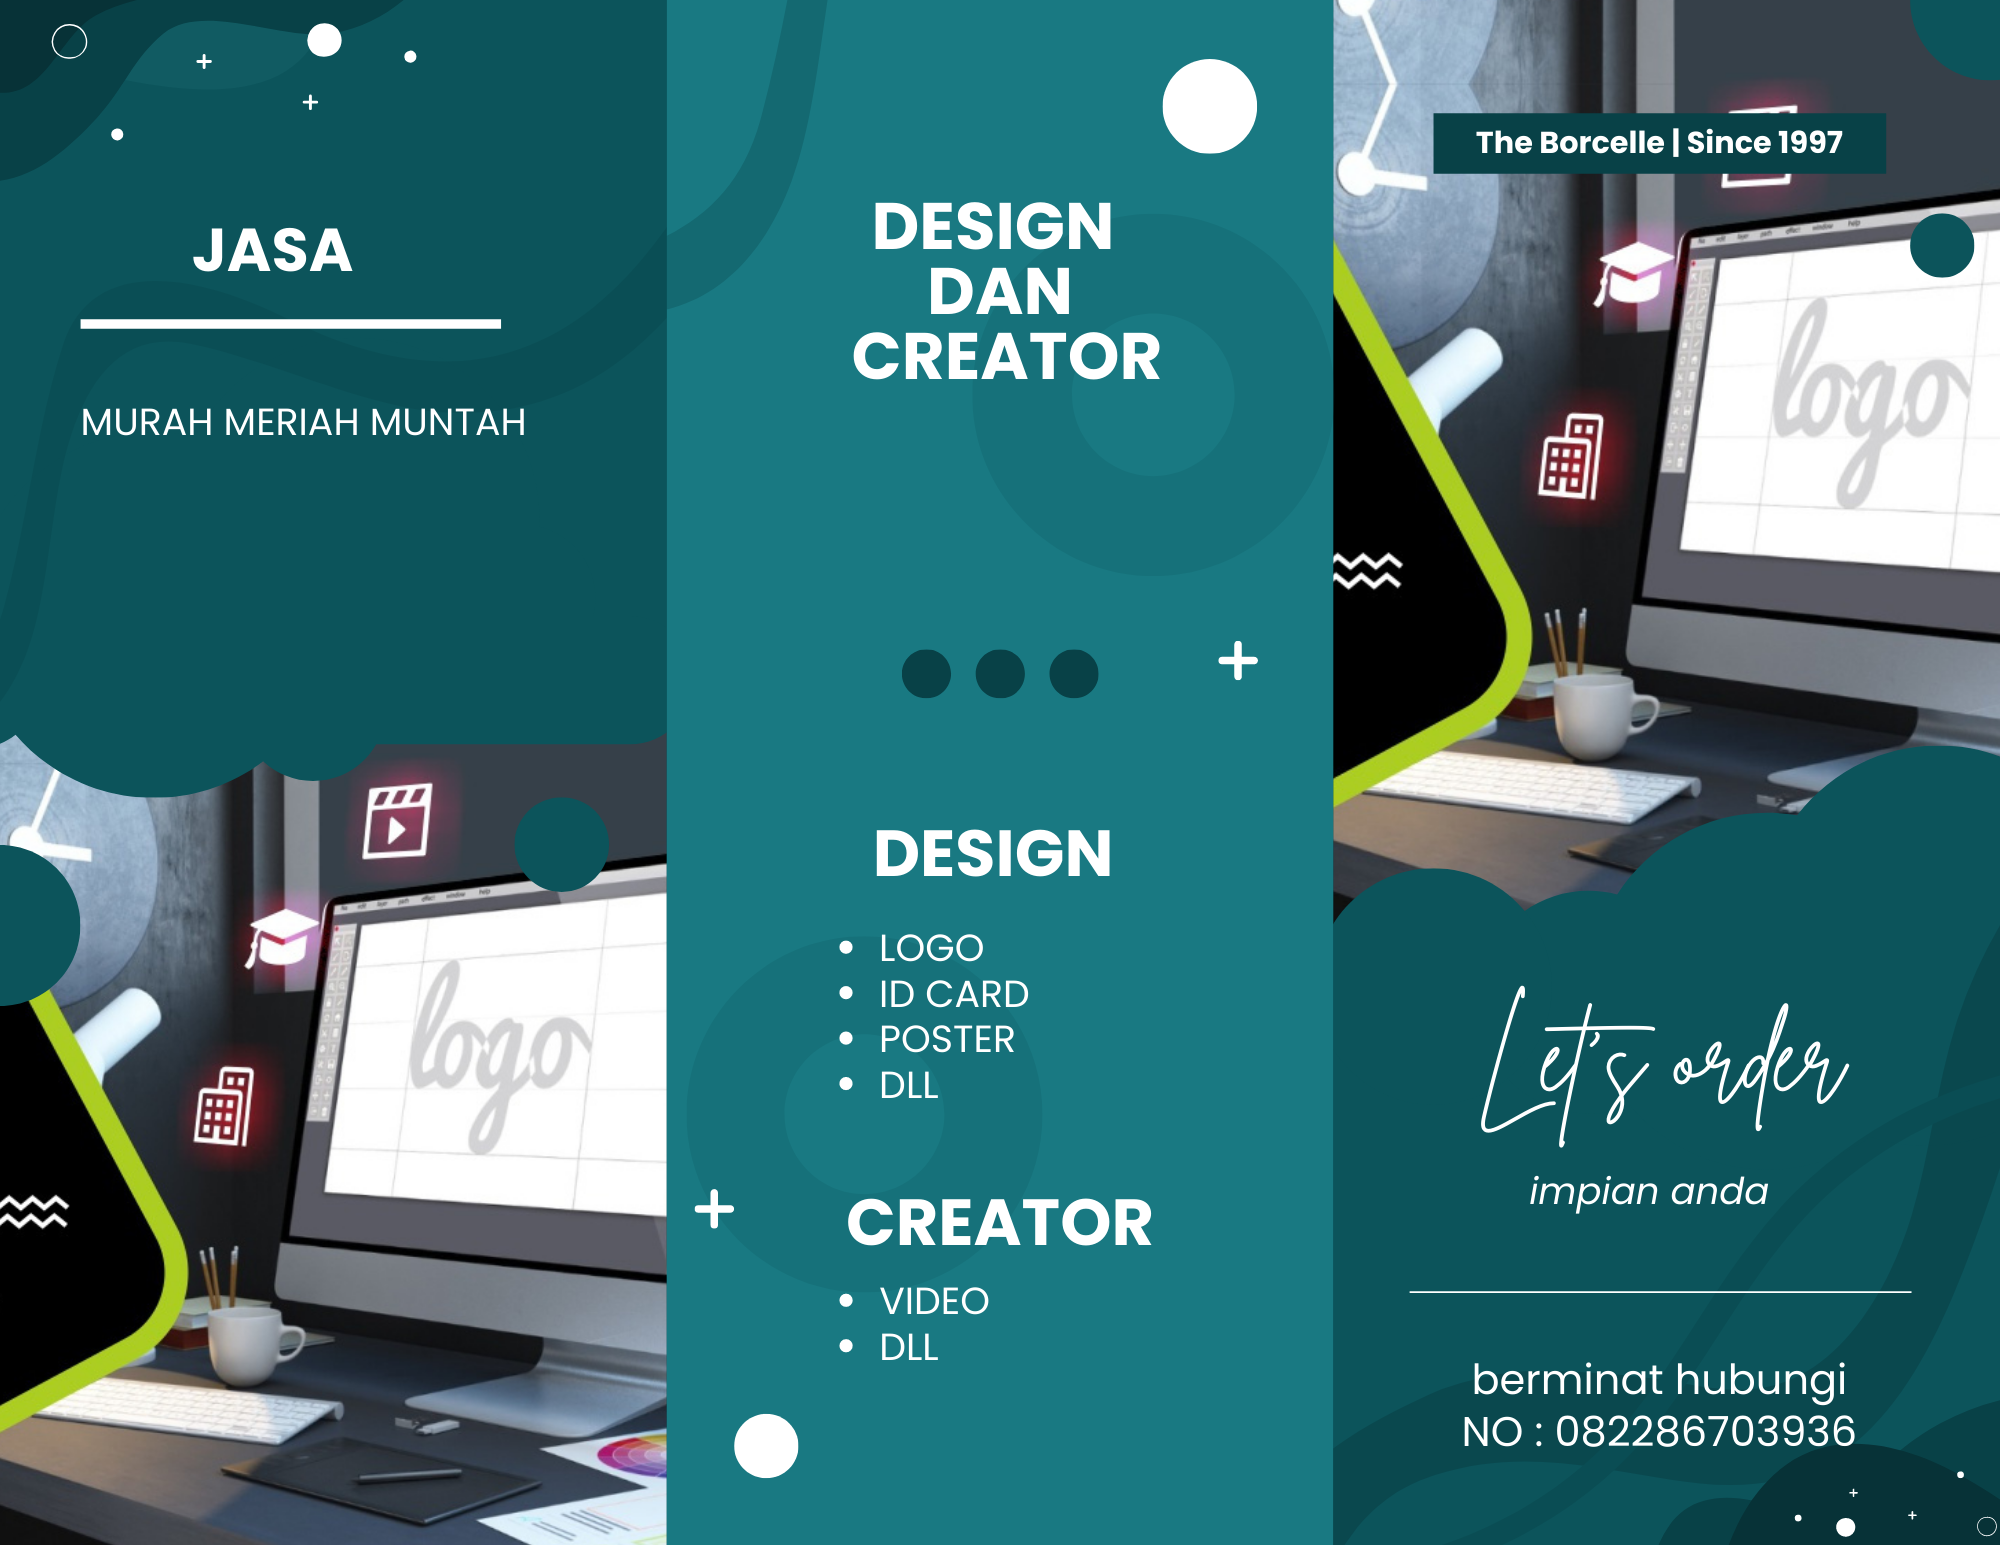 JASA
MURAH MERIAH MUNTAH
logo
DESIGN
DAN
CREATOR
DESIGN
• LOGO
• ID CARD
• POSTER
• DLL
CREATOR
• VIDEO
• DLL
The Borcelle | Since 1997
logo
Let's order
impian anda
berminat hubungi
NO : 082286703936